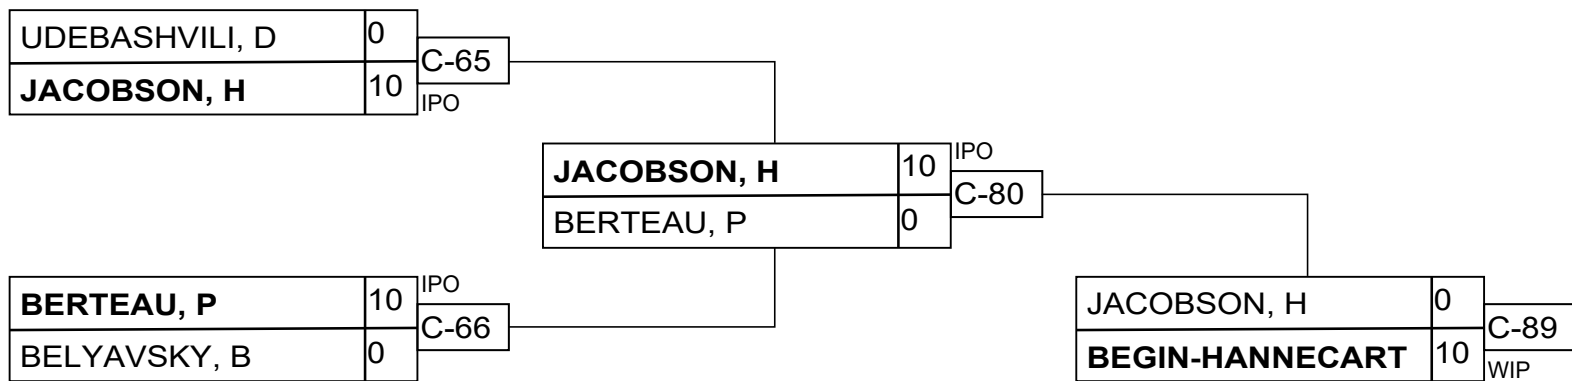 UDEBASHVILI, D 0
C-65
JACOBSON, H 10
IPO
JACOBSON, H 10 IPO
C-80
BERTEAU, P 0
BERTEAU, P 10 IPO
C-66
BELYAVSKY, B 0
JACOBSON, H 0
C-89
BEGIN-HANNECART 10
WIP